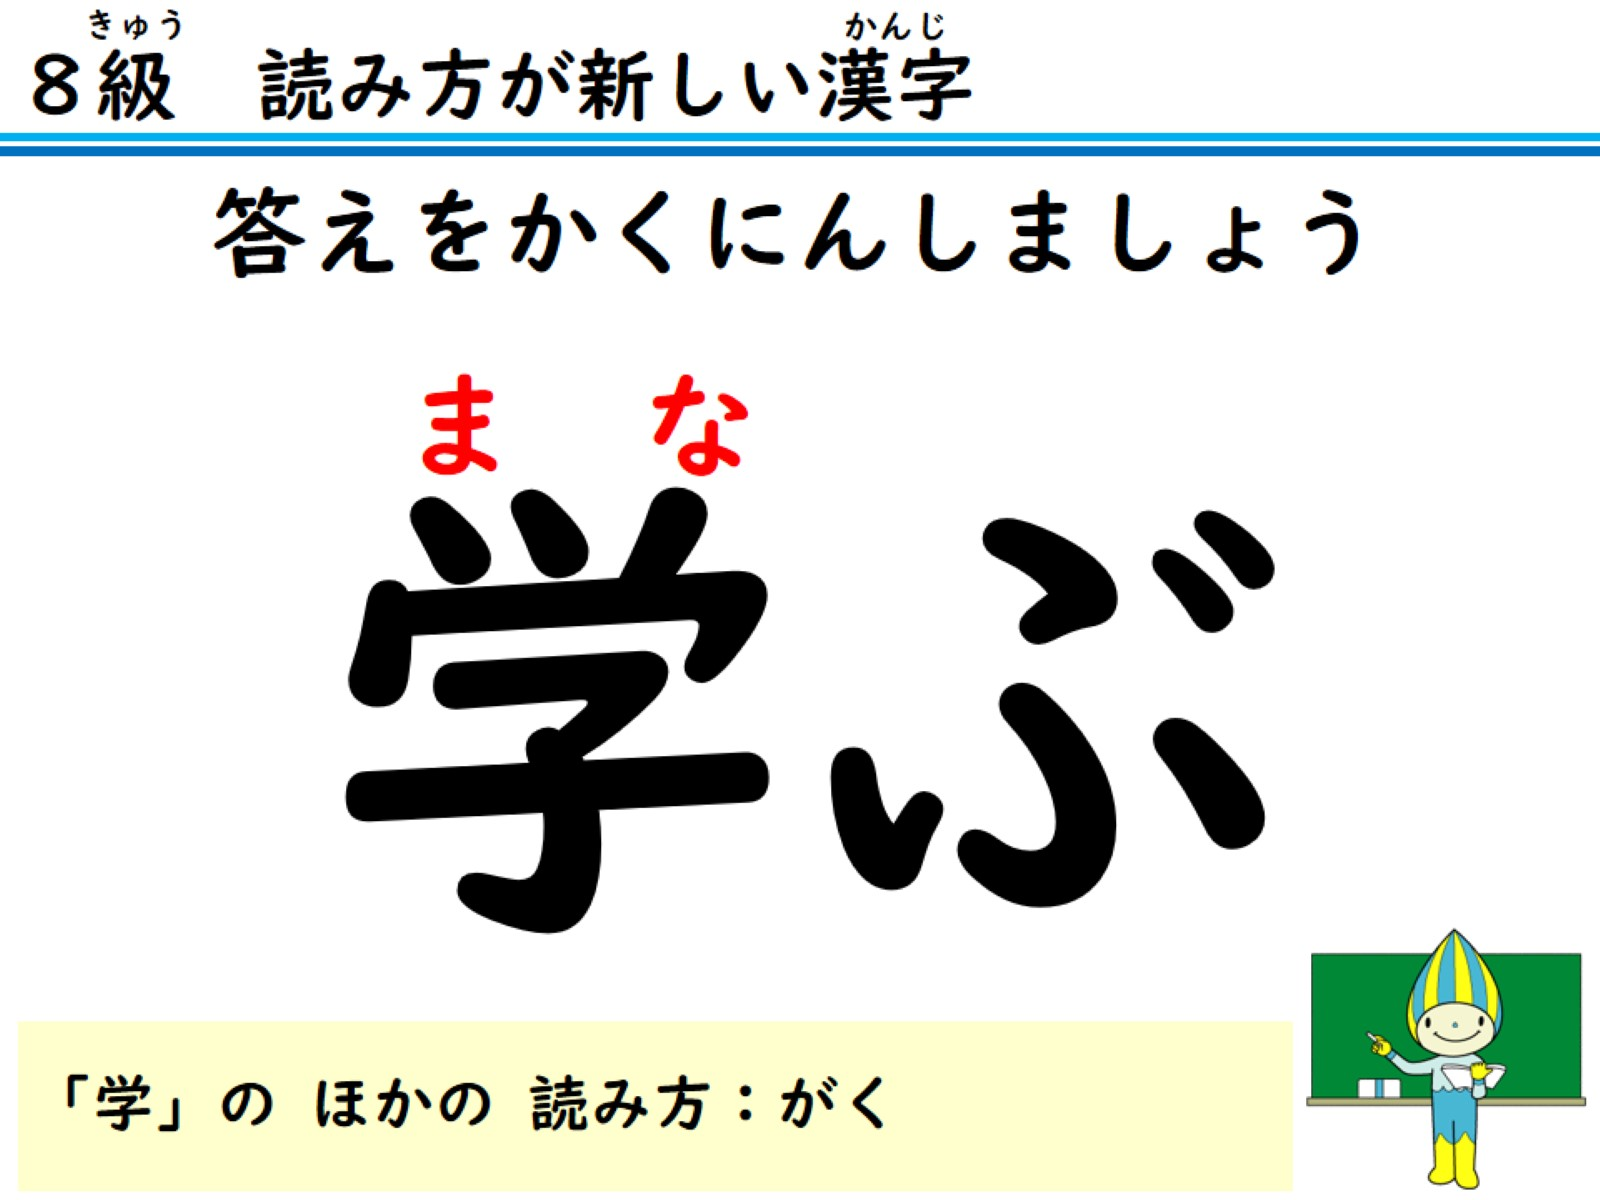 きゅう かんじ
8級 読み方が新しい漢字
答えをかくにんしましょう
まな
学ぶ
「学」の ほかの 読み方：がく